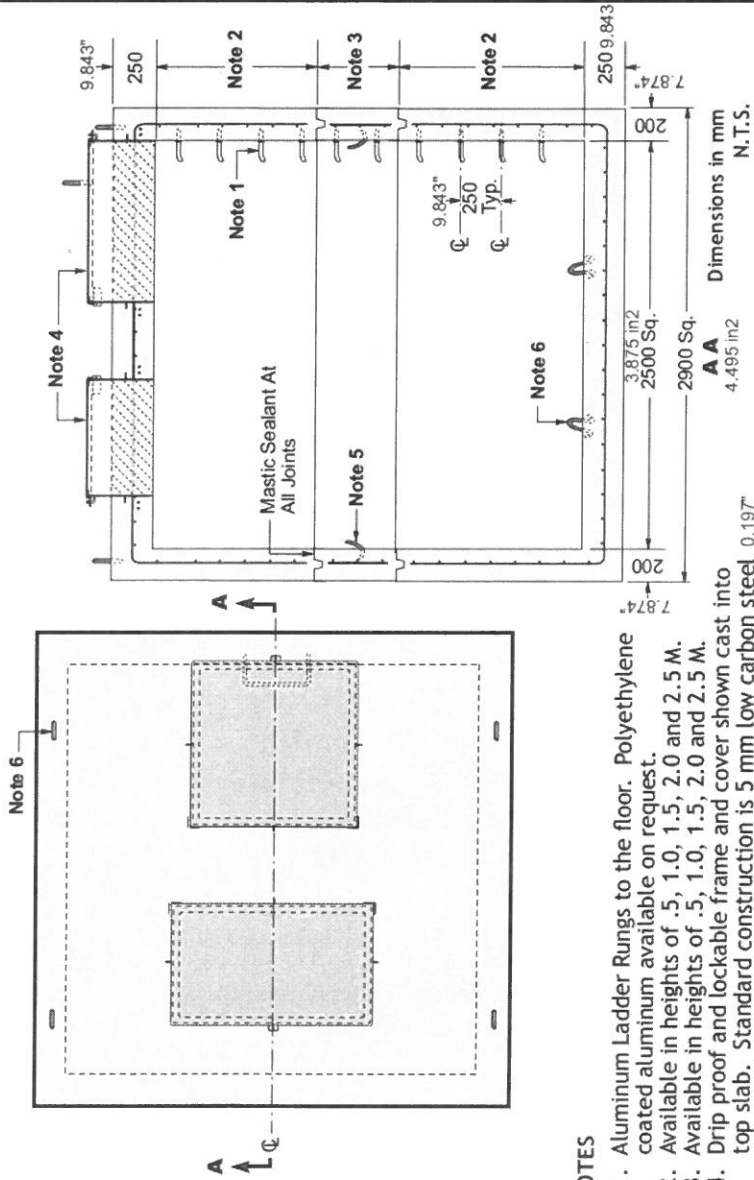 Note 6
A
A
℄
9.843"
250
Note 2
Note 3
Note 2
250 9.843
Note 4
Note 1
Mastic Sealant At
All Joints
Note 5
9.843"
250
Typ.
℄
℄
Note 6
7.874"
200
200
7.874"
3.875 in2
2500 Sq.
2900 Sq.
A A
4.495 in2
Dimensions in mm
N.T.S.
OTES
. Aluminum Ladder Rungs to the floor. Polyethylene
coated aluminum available on request.
. Available in heights of .5, 1.0, 1.5, 2.0 and 2.5 M.
. Available in heights of .5, 1.0, 1.5, 2.0 and 2.5 M.
. Drip proof and lockable frame and cover shown cast into
top slab. Standard construction is 5 mm low carbon steel 0.197"